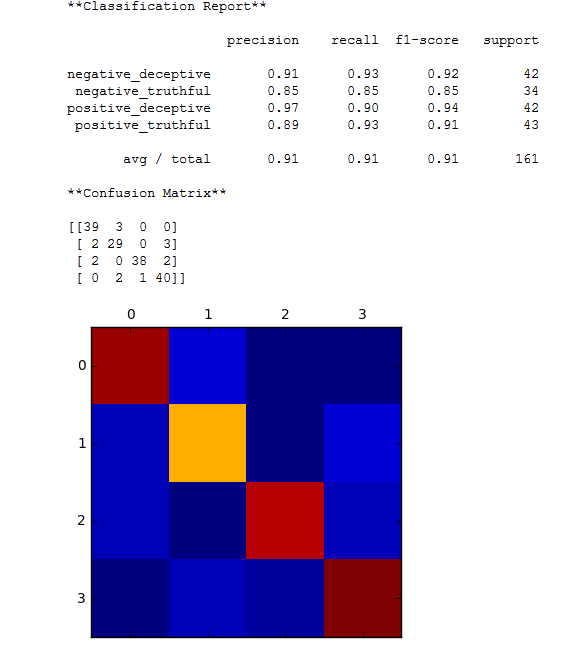 **Classification Report**
precision recall f1-score support
negative_deceptive 0.91 0.93 0.92 42
negative_truthful 0.85 0.85 0.85 34
positive_deceptive 0.97 0.90 0.94 42
positive_truthful 0.89 0.93 0.91 43
avg / total 0.91 0.91 0.91 161
**Confusion Matrix**
[[39 3 0 0]
[ 2 29 0 3]
[ 2 0 38 2]
[ 0 2 1 40]]
0 1 2 3
0
1
2
3